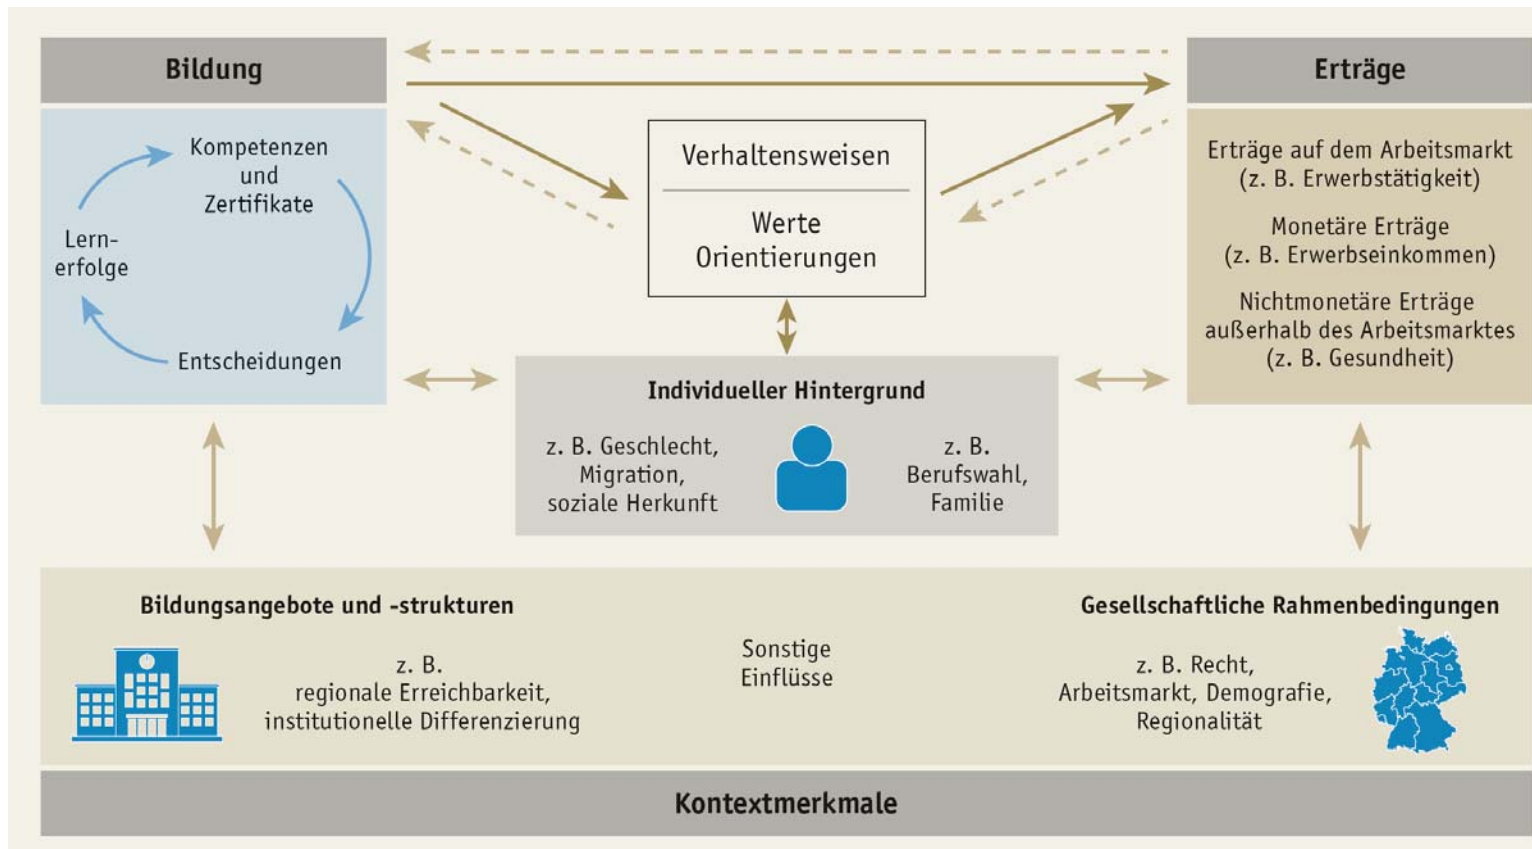 Bildung
Kompetenzen
und
Zertifikate
Lern-
erfolge
Entscheidungen
Verhaltensweisen
Werte
Orientierungen
Erträge
Erträge auf dem Arbeitsmarkt
(z. B. Erwerbstätigkeit)
Monetäre Erträge
(z. B. Erwerbseinkommen)
Nichtmonetäre Erträge
außerhalb des Arbeitsmarktes
(z. B. Gesundheit)
Individueller Hintergrund
z. B. Geschlecht,
Migration,
soziale Herkunft
z. B.
Berufswahl,
Familie
Bildungsangebote und -strukturen
z. B.
regionale Erreichbarkeit,
institutionelle Differenzierung
Sonstige
Einflüsse
Gesellschaftliche Rahmenbedingungen
z. B. Recht,
Arbeitsmarkt, Demografie,
Regionalität
Kontextmerkmale